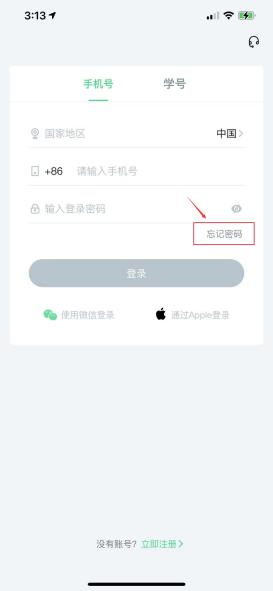 3:13
手机号 学号
国家地区 中国
+86 请输入手机号
输入登录密码
忘记密码
登录
使用微信登录 通过Apple登录
没有账号? 立即注册